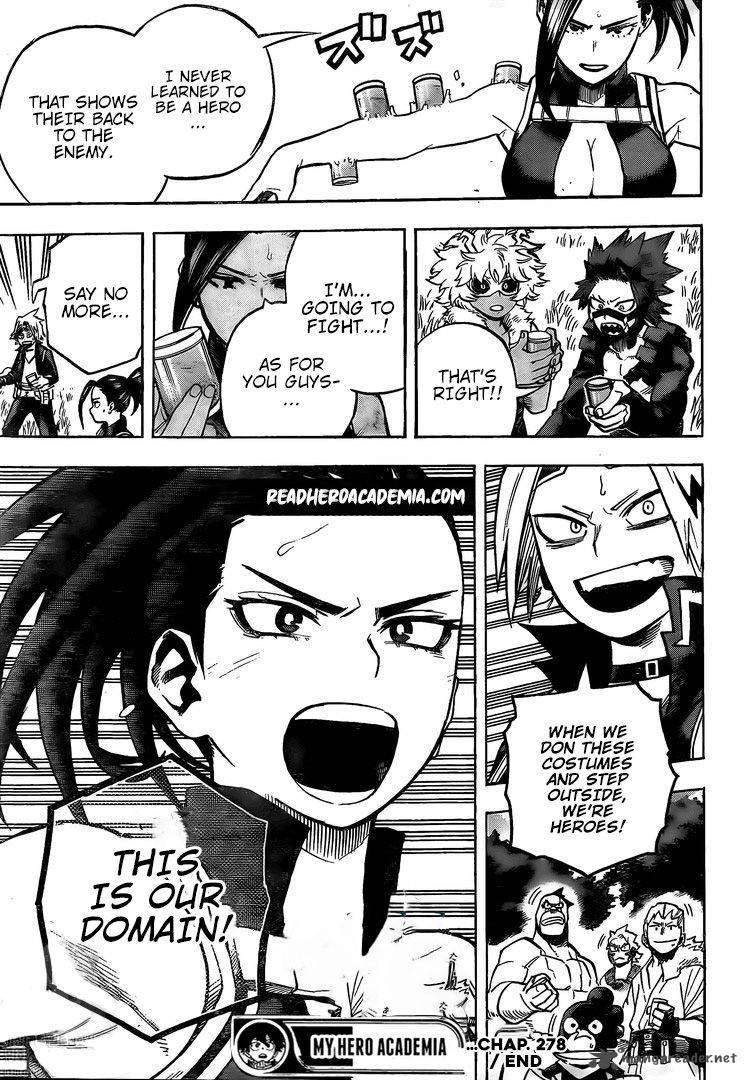 ズズ
I NEVER
LEARNED TO
BE A HERO
...
THAT SHOWS
THEIR BACK
TO THE
ENEMY.
THAT'S
RIGHT!!
I'M...
GOING TO
FIGHT...!
AS FOR
YOU GUYS-
...
SAY NO
MORE...
WHEN WE
DON THESE
COSTUMES
AND STEP
OUTSIDE,
WE'RE
HEROES!
READHEROACADEMIA.COM
THIS
IS OUR
DOMAIN!
MY HERO ACADEMIA
...CHAP. 278
/ END